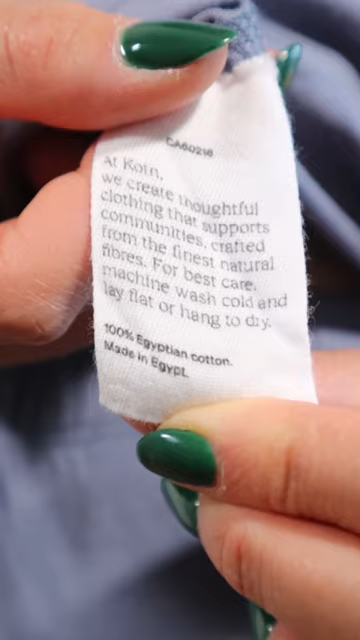 CA60216
at Kotn,
we create thoughtful
clothing that supports
communities, crafted
from the finest natural
fibres. For best care,
machine wash cold and
lay flat or hang to dry.
100% Egyptian cotton.
Made in Egypt.